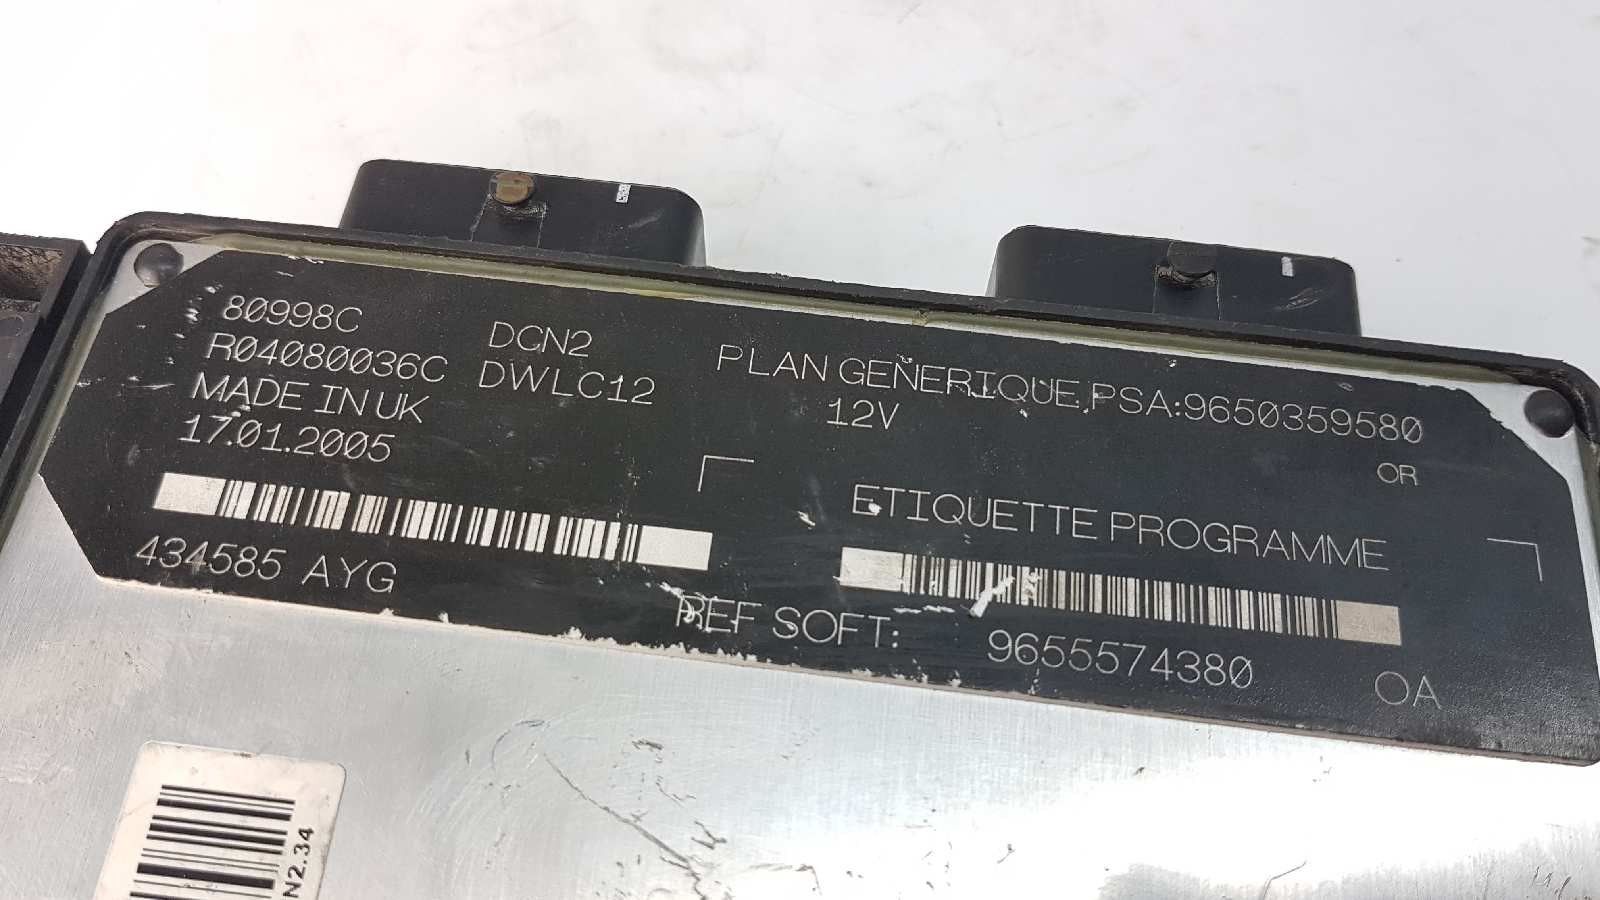 80998C
R04080036C
MADE IN UK
17.01.2005
DCN2
DWLC12
PLAN GENERIQUE PSA:9650359580
12V
OR
ETIQUETTE PROGRAMME
434585 AYG
REF SOFT: 9655574380 OA
N2.34